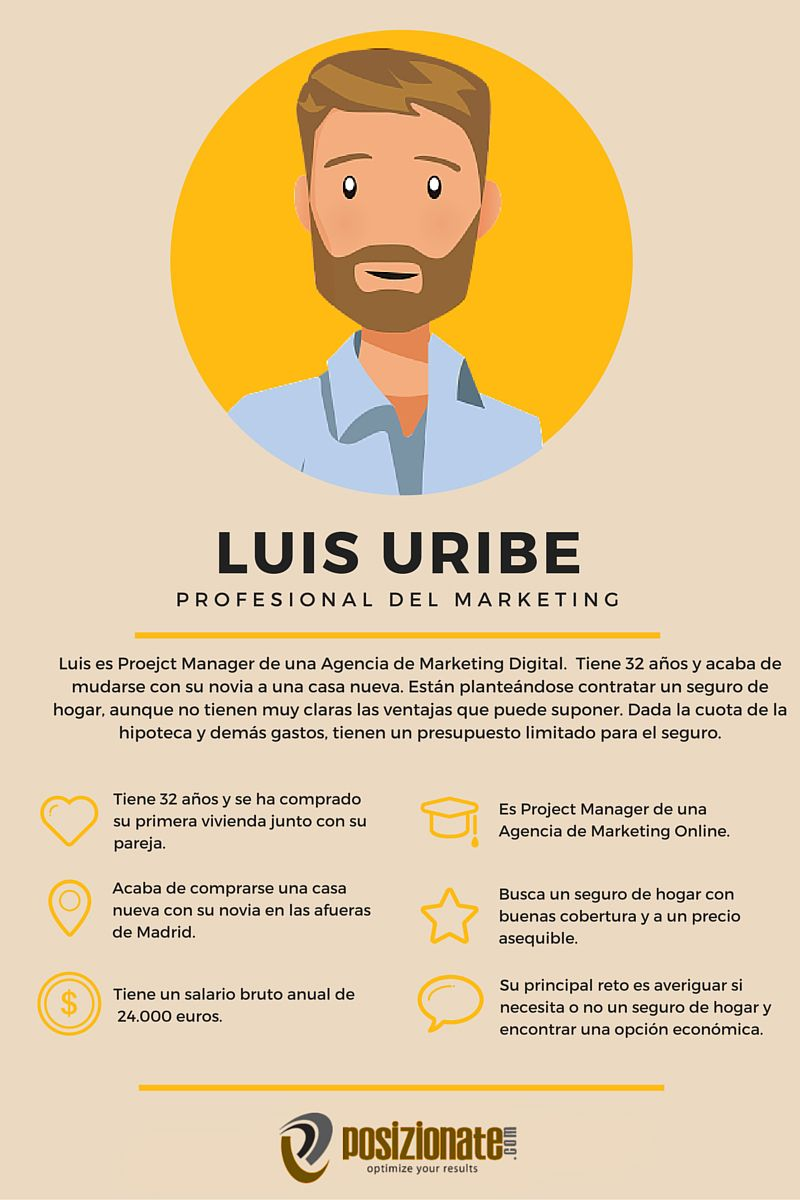 LUIS URIBE
PROFESIONAL DEL MARKETING
Luis es Proejct Manager de una Agencia de Marketing Digital. Tiene 32 años y acaba de
mudarse con su novia a una casa nueva. Están planteándose contratar un seguro de
hogar, aunque no tienen muy claras las ventajas que puede suponer. Dada la cuota de la
hipoteca y demás gastos, tienen un presupuesto limitado para el seguro.
Tiene 32 años y se ha comprado
su primera vivienda junto con su
pareja.
Es Project Manager de una
Agencia de Marketing Online.
Acaba de comprarse una casa
nueva con su novia en las afueras
de Madrid.
Busca un seguro de hogar con
buenas cobertura y a un precio
asequible.
$
Tiene un salario bruto anual de
24.000 euros.
Su principal reto es averiguar si
necesita o no un seguro de hogar y
encontrar una opción económica.
posizionate.com
optimize your results